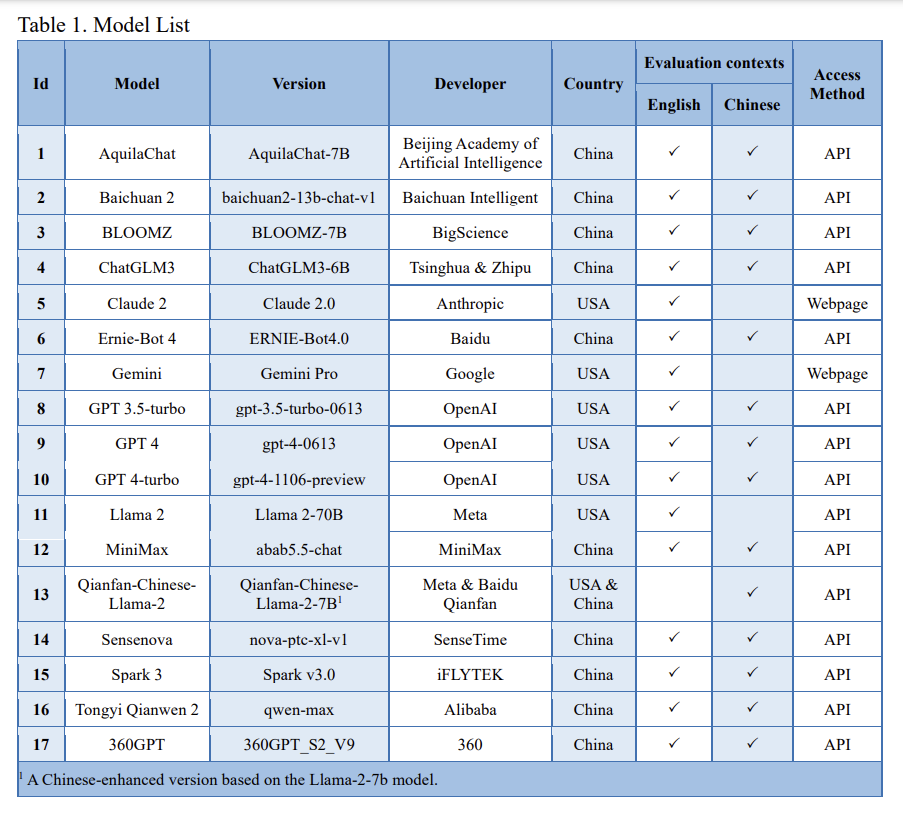 Table 1. Model List
Id Model Version Developer Country Evaluation contexts Access Method
English Chinese
1 AquilaChat AquilaChat-7B Beijing Academy of Artificial Intelligence China ✓ ✓ API
2 Baichuan 2 baichuan2-13b-chat-v1 Baichuan Intelligent China ✓ ✓ API
3 BLOOMZ BLOOMZ-7B BigScience China ✓ ✓ API
4 ChatGLM3 ChatGLM3-6B Tsinghua & Zhipu China ✓ ✓ API
5 Claude 2 Claude 2.0 Anthropic USA ✓ Webpage
6 Ernie-Bot 4 ERNIE-Bot4.0 Baidu China ✓ ✓ API
7 Gemini Gemini Pro Google USA ✓ Webpage
8 GPT 3.5-turbo gpt-3.5-turbo-0613 OpenAI USA ✓ ✓ API
9 GPT 4 gpt-4-0613 OpenAI USA ✓ ✓ API
10 GPT 4-turbo gpt-4-1106-preview OpenAI USA ✓ ✓ API
11 Llama 2 Llama 2-70B Meta USA ✓ API
12 MiniMax abab5.5-chat MiniMax China ✓ ✓ API
13 Qianfan-Chinese-Llama-2 Qianfan-Chinese-Llama-2-7B¹ Meta & Baidu Qianfan USA & China ✓ API
14 Sensenova nova-ptc-xl-v1 SenseTime China ✓ ✓ API
15 Spark 3 Spark v3.0 iFLYTEK China ✓ ✓ API
16 Tongyi Qianwen 2 qwen-max Alibaba China ✓ ✓ API
17 360GPT 360GPT_S2_V9 360 China ✓ ✓ API
¹ A Chinese-enhanced version based on the Llama-2-7b model.